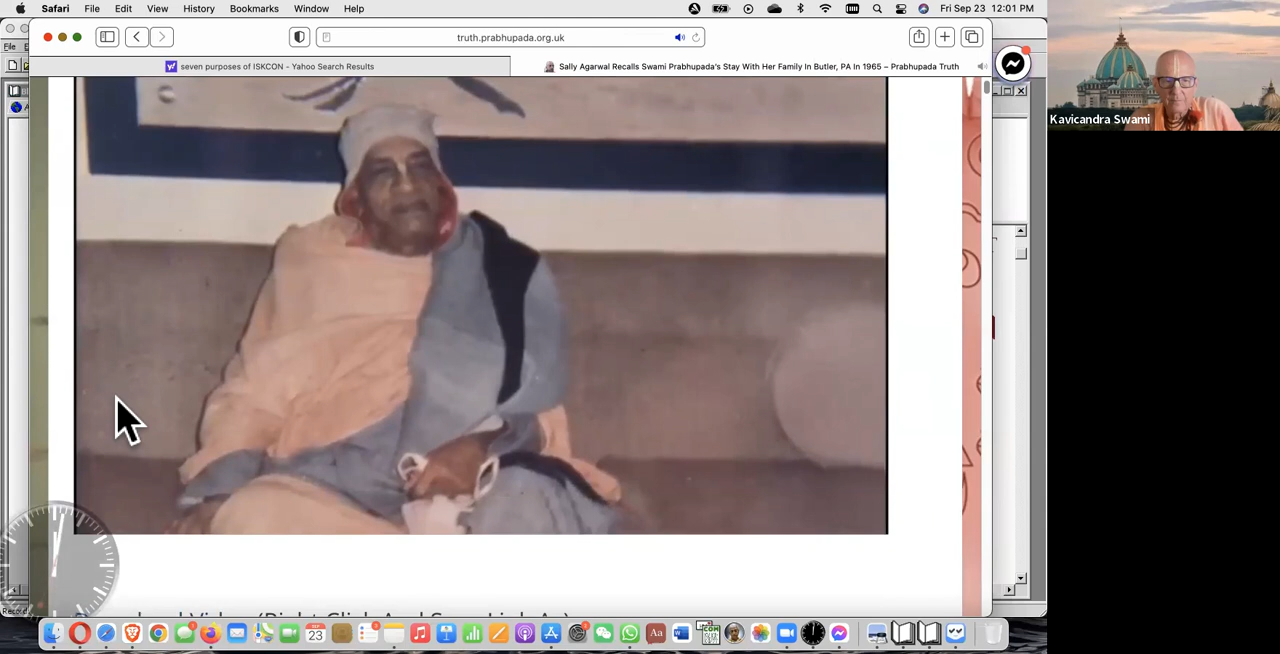 Safari File Edit View History Bookmarks Window Help Fri Sep 23 12:01 PM
truth.prabhupada.org.uk
seven purposes of ISKCON - Yahoo Search Results
Sally Agarwal Recalls Swami Prabhupada's Stay With Her Family In Butler, PA In 1965 – Prabhupada Truth
File
Kavicandra Swami
SEP
23